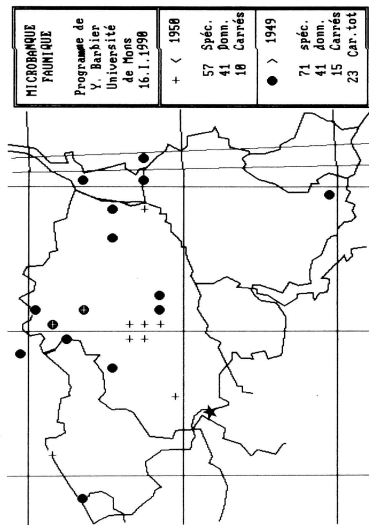 MICROBANQUE
FAUNIQUE
Programme de
Y. Barbier
Université
de Mons
16.1.1990
+ < 1950
57 Spéc.
41 Donn.
10 Carrés
● > 1949
71 spéc.
41 donn.
15 Carrés
23 Car.tot